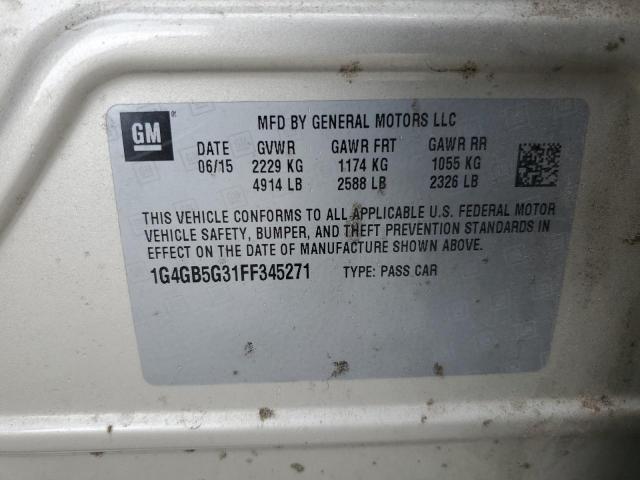 GM
MFD BY GENERAL MOTORS LLC
DATE GVWR GAWR FRT GAWR RR
06/15 2229 KG 1174 KG 1055 KG
4914 LB 2588 LB 2326 LB
THIS VEHICLE CONFORMS TO ALL APPLICABLE U.S. FEDERAL MOTOR
VEHICLE SAFETY, BUMPER, AND THEFT PREVENTION STANDARDS IN
EFFECT ON THE DATE OF MANUFACTURE SHOWN ABOVE.
1G4GB5G31FF345271 TYPE: PASS CAR